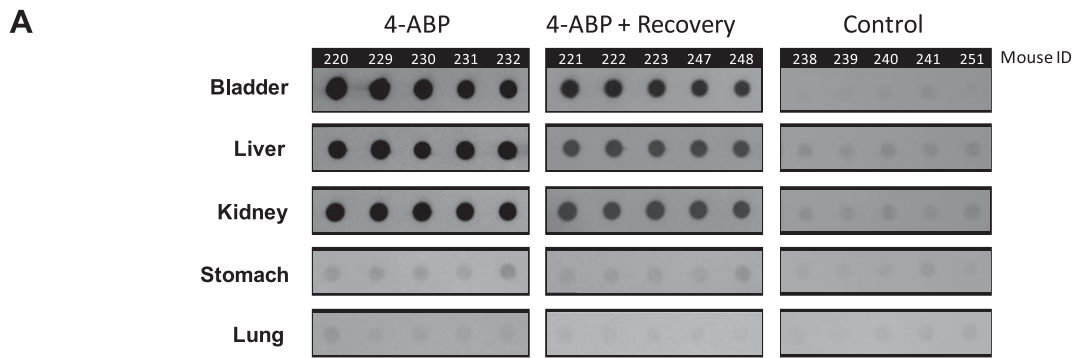 A
4-ABP 4-ABP + Recovery Control
220 229 230 231 232 221 222 223 247 248 238 239 240 241 251 Mouse ID
Bladder
Liver
Kidney
Stomach
Lung